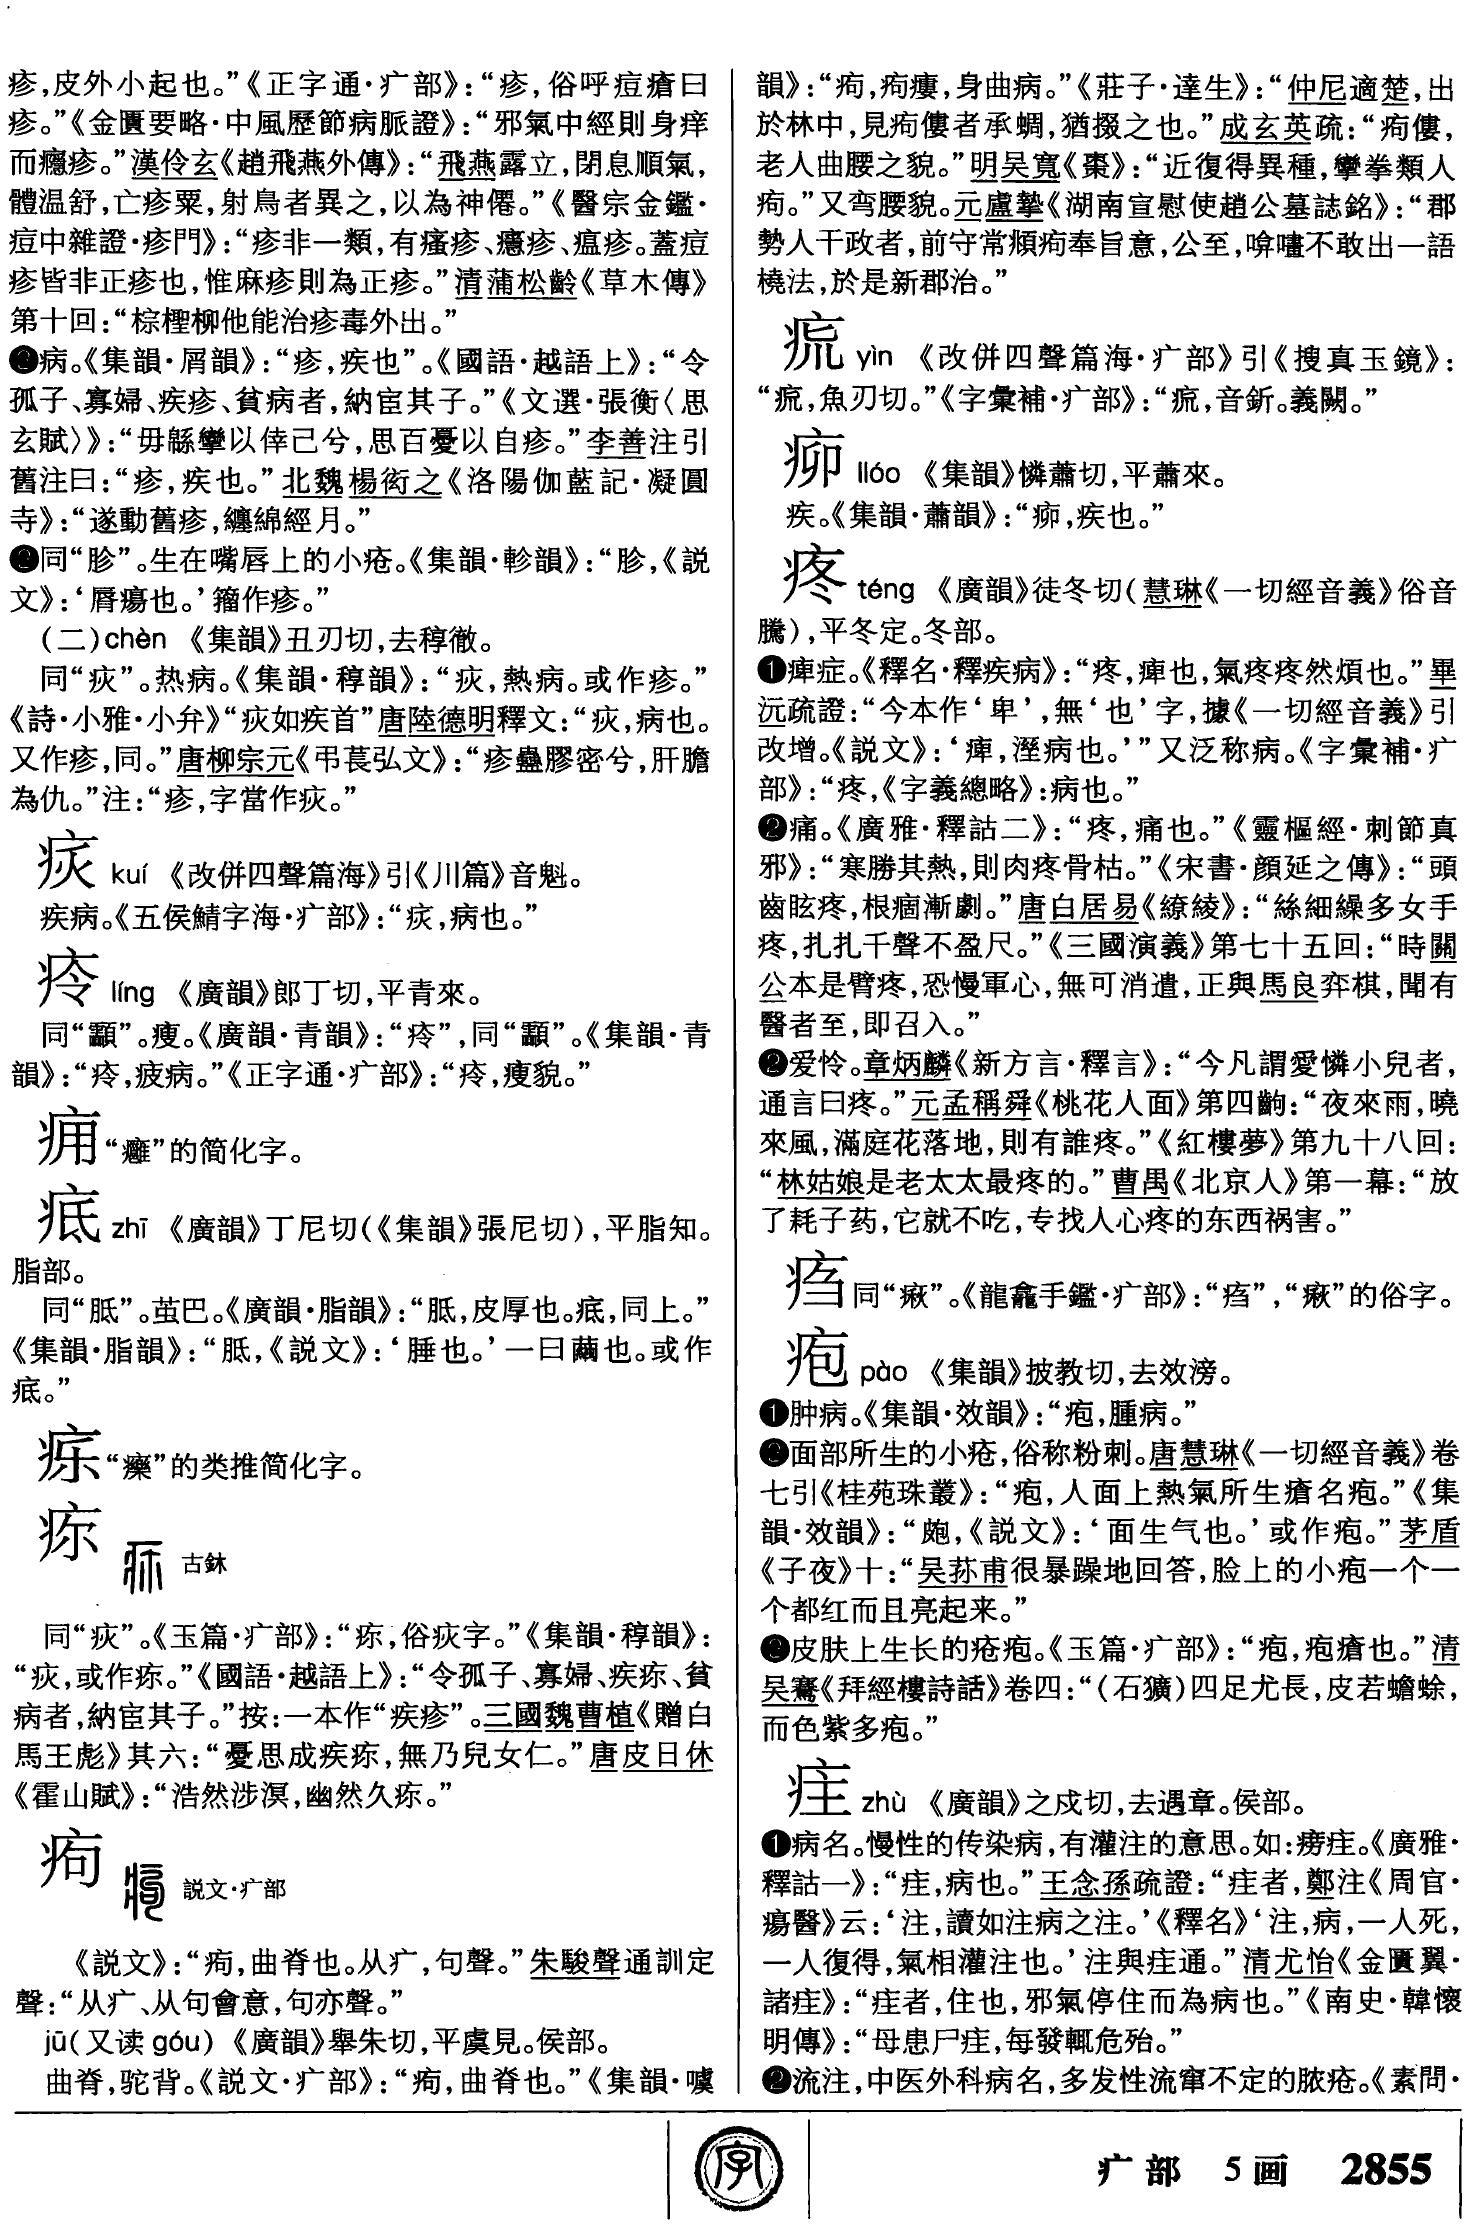 疹，皮外小起也。”《正字通·疒部》：“疹，俗呼痘瘡曰
疹。”《金匱要略·中風歷節病脈證》：“邪氣中經則身痒
而癮疹。”漢伶玄《趙飛燕外傳》：“飛燕露立，閉息順氣，
體温舒，亡疹粟，射鳥者異之，以為神僊。”《醫宗金鑑·
痘中雜證·疹門》：“疹非一類，有瘙疹、癮疹、瘟疹。蓋痘
疹皆非正疹也，惟麻疹則為正疹。”清蒲松齡《草木傳》
第十回：“棕檉柳他能治疹毒外出。”
❷病。《集韻·屑韻》：“疹，疾也”。《國語·越語上》：“令
孤子、寡婦、疾疹、貧病者，納宦其子。”《文選·張衡〈思
玄賦〉》：“毋緜攣以倖己兮，思百憂以自疹。”李善注引
舊注曰：“疹，疾也。”北魏楊衒之《洛陽伽藍記·凝圓
寺》：“遂動舊疹，纏綿經月。”
❷同“胗”。生在嘴唇上的小疮。《集韻·軫韻》：“胗，《説
文》：‘脣瘍也。’籀作疹。”
(二)chèn 《集韻》丑刃切，去稕徹。
同“疢”。热病。《集韻·稕韻》：“疢，熱病。或作疹。”
《詩·小雅·小弁》“疢如疾首”唐陸德明釋文：“疢，病也。
又作疹，同。”唐柳宗元《弔萇弘文》：“疹蠱膠密兮，肝膽
為仇。”注：“疹，字當作疢。”
kuí 《改併四聲篇海》引《川篇》音魁。
疾病。《五侯鯖字海·疒部》：“，病也。”
㾉 líng 《廣韻》郎丁切，平青來。
同“𤖦”。瘦。《廣韻·青韻》：“㾉”，同“”。《集韻·青
韻》：“㾉，疲病。”《正字通·疒部》：“㾉，瘦貌。”
痈“癰”的简化字。
疷 zhī 《廣韻》丁尼切（《集韻》張尼切），平脂知。
脂部。
同“胝”。茧巴。《廣韻·脂韻》：“胝，皮厚也。疷，同上。”
《集韻·脂韻》：“胝，《説文》：‘腄也。’一曰繭也。或作
疷。”
“癴”的类推简化字。
疩 古鉢
同“疢”。《玉篇·疒部》：“疹，俗疢字。”《集韻·稕韻》：
“疢，或作疹。”《國語·越語上》：“令孤子、寡婦、疾疹、貧
病者，納宦其子。”按：一本作“疾疹”。三國魏曹植《贈白
馬王彪》其六：“憂思成疾疹，無乃兒女仁。”唐皮日休
《霍山賦》：“浩然涉溟，幽然久疹。”
痀 説文·疒部
《説文》：“痀，曲脊也。从疒，句聲。”朱駿聲通訓定
聲：“从疒、从句會意，句亦聲。”
jū（又读 góu）《廣韻》舉朱切，平虞見。侯部。
曲脊，驼背。《説文·疒部》：“痀，曲脊也。”《集韻·噳
韻》：“痀，痀瘻，身曲病。”《莊子·達生》：“仲尼適楚，出
於林中，見痀僂者承蜩，猶掇之也。”成玄英疏：“痀僂，
老人曲腰之貌。”明吴寬《棗》：“近復得異種，攣拳類人
痀。”又弯腰貌。元盧摯《湖南宣慰使趙公墓誌銘》：“郡
勢人干政者，前守常頫痀奉旨意，公至，噤嚍不敢出一語
橈法，於是新郡治。”
yìn 《改併四聲篇海·疒部》引《搜真玉鏡》：
“，魚刃切。”《字彙補·疒部》：“，音釿。義闕。”
liáo 《集韻》憐蕭切，平蕭來。
疾。《集韻·蕭韻》：“，疾也。”
疼 téng 《廣韻》徒冬切（慧琳《一切經音義》俗音
騰），平冬定。冬部。
❶痺症。《釋名·釋疾病》：“疼，痺也，氣疼疼然煩也。”畢
沅疏證：“今本作‘卑’，無‘也’字，據《一切經音義》引
改增。《説文》：‘痺，溼病也。’”又泛称病。《字彙補·疒
部》：“疼，《字義總略》：病也。”
❷痛。《廣雅·釋詁二》：“疼，痛也。”《靈樞經·刺節真
邪》：“寒勝其熱，則肉疼骨枯。”《宋書·顔延之傳》：“頭
齒眩疼，根痼漸劇。”唐白居易《繚綾》：“絲細繰多女手
疼，扎扎千聲不盈尺。”《三國演義》第七十五回：“時關
公本是臂疼，恐慢軍心，無可消遣，正與馬良弈棋，聞有
醫者至，即召入。”
❷爱怜。章炳麟《新方言·釋言》：“今凡謂愛憐小兒者，
通言曰疼。”元孟稱舜《桃花人面》第四齣：“夜來雨，曉
來風，滿庭花落地，則有誰疼。”《紅樓夢》第九十八回：
“林姑娘是老太太最疼的。”曹禺《北京人》第一幕：“放
了耗子药，它就不吃，专找人心疼的东西祸害。”
同“瘷”。《龍龕手鑑·疒部》：“”，“瘷”的俗字。
疱 pào 《集韻》披教切，去效滂。
❶肿病。《集韻·效韻》：“疱，腫病。”
❷面部所生的小疮，俗称粉刺。唐慧琳《一切經音義》卷
七引《桂苑珠叢》：“疱，人面上熱氣所生瘡名疱。”《集
韻·效韻》：“皰，《説文》：‘面生气也。’或作疱。”茅盾
《子夜》十：“吴荪甫很暴躁地回答，脸上的小疱一个一
个都红而且亮起来。”
❷皮肤上生长的疮疱。《玉篇·疒部》：“疱，疱瘡也。”清
吴騫《拜經樓詩話》卷四：“（石獷）四足尤長，皮若蟾蜍，
而色紫多疱。”
疰 zhù 《廣韻》之戍切，去遇章。侯部。
❶病名。慢性的传染病，有灌注的意思。如：痨疰。《廣雅·
釋詁一》：“疰，病也。”王念孫疏證：“疰者，鄭注《周官·
瘍醫》云：‘注，讀如注病之注。’《釋名》‘注，病，一人死，
一人復得，氣相灌注也。’注與疰通。”清尤怡《金匱翼·
諸疰》：“疰者，住也，邪氣停住而為病也。”《南史·韓懷
明傳》：“母患尸疰，每發輒危殆。”
❷流注，中医外科病名，多发性流窜不定的脓疮。《素問·
字
疒部 5画 2855